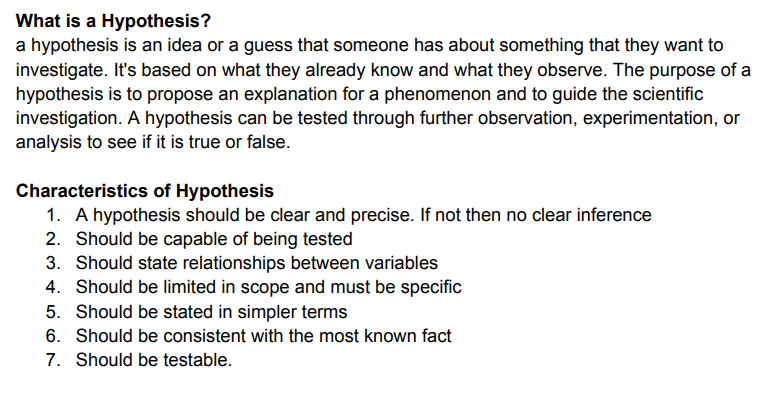 What is a Hypothesis?
a hypothesis is an idea or a guess that someone has about something that they want to
investigate. It's based on what they already know and what they observe. The purpose of a
hypothesis is to propose an explanation for a phenomenon and to guide the scientific
investigation. A hypothesis can be tested through further observation, experimentation, or
analysis to see if it is true or false.
Characteristics of Hypothesis
1. A hypothesis should be clear and precise. If not then no clear inference
2. Should be capable of being tested
3. Should state relationships between variables
4. Should be limited in scope and must be specific
5. Should be stated in simpler terms
6. Should be consistent with the most known fact
7. Should be testable.